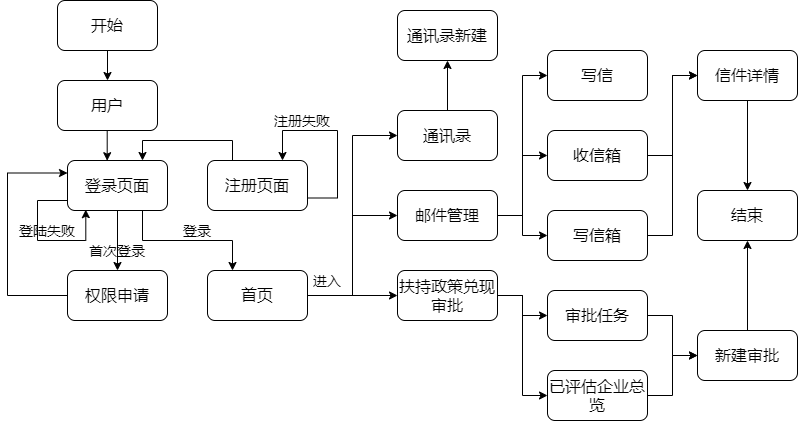 开始
用户
登录页面
注册页面
注册失败
登陆失败
首次登录
登录
权限申请
首页
进入
通讯录新建
通讯录
邮件管理
扶持政策兑现
审批
写信
收信箱
写信箱
审批任务
已评估企业总
览
信件详情
结束
新建审批